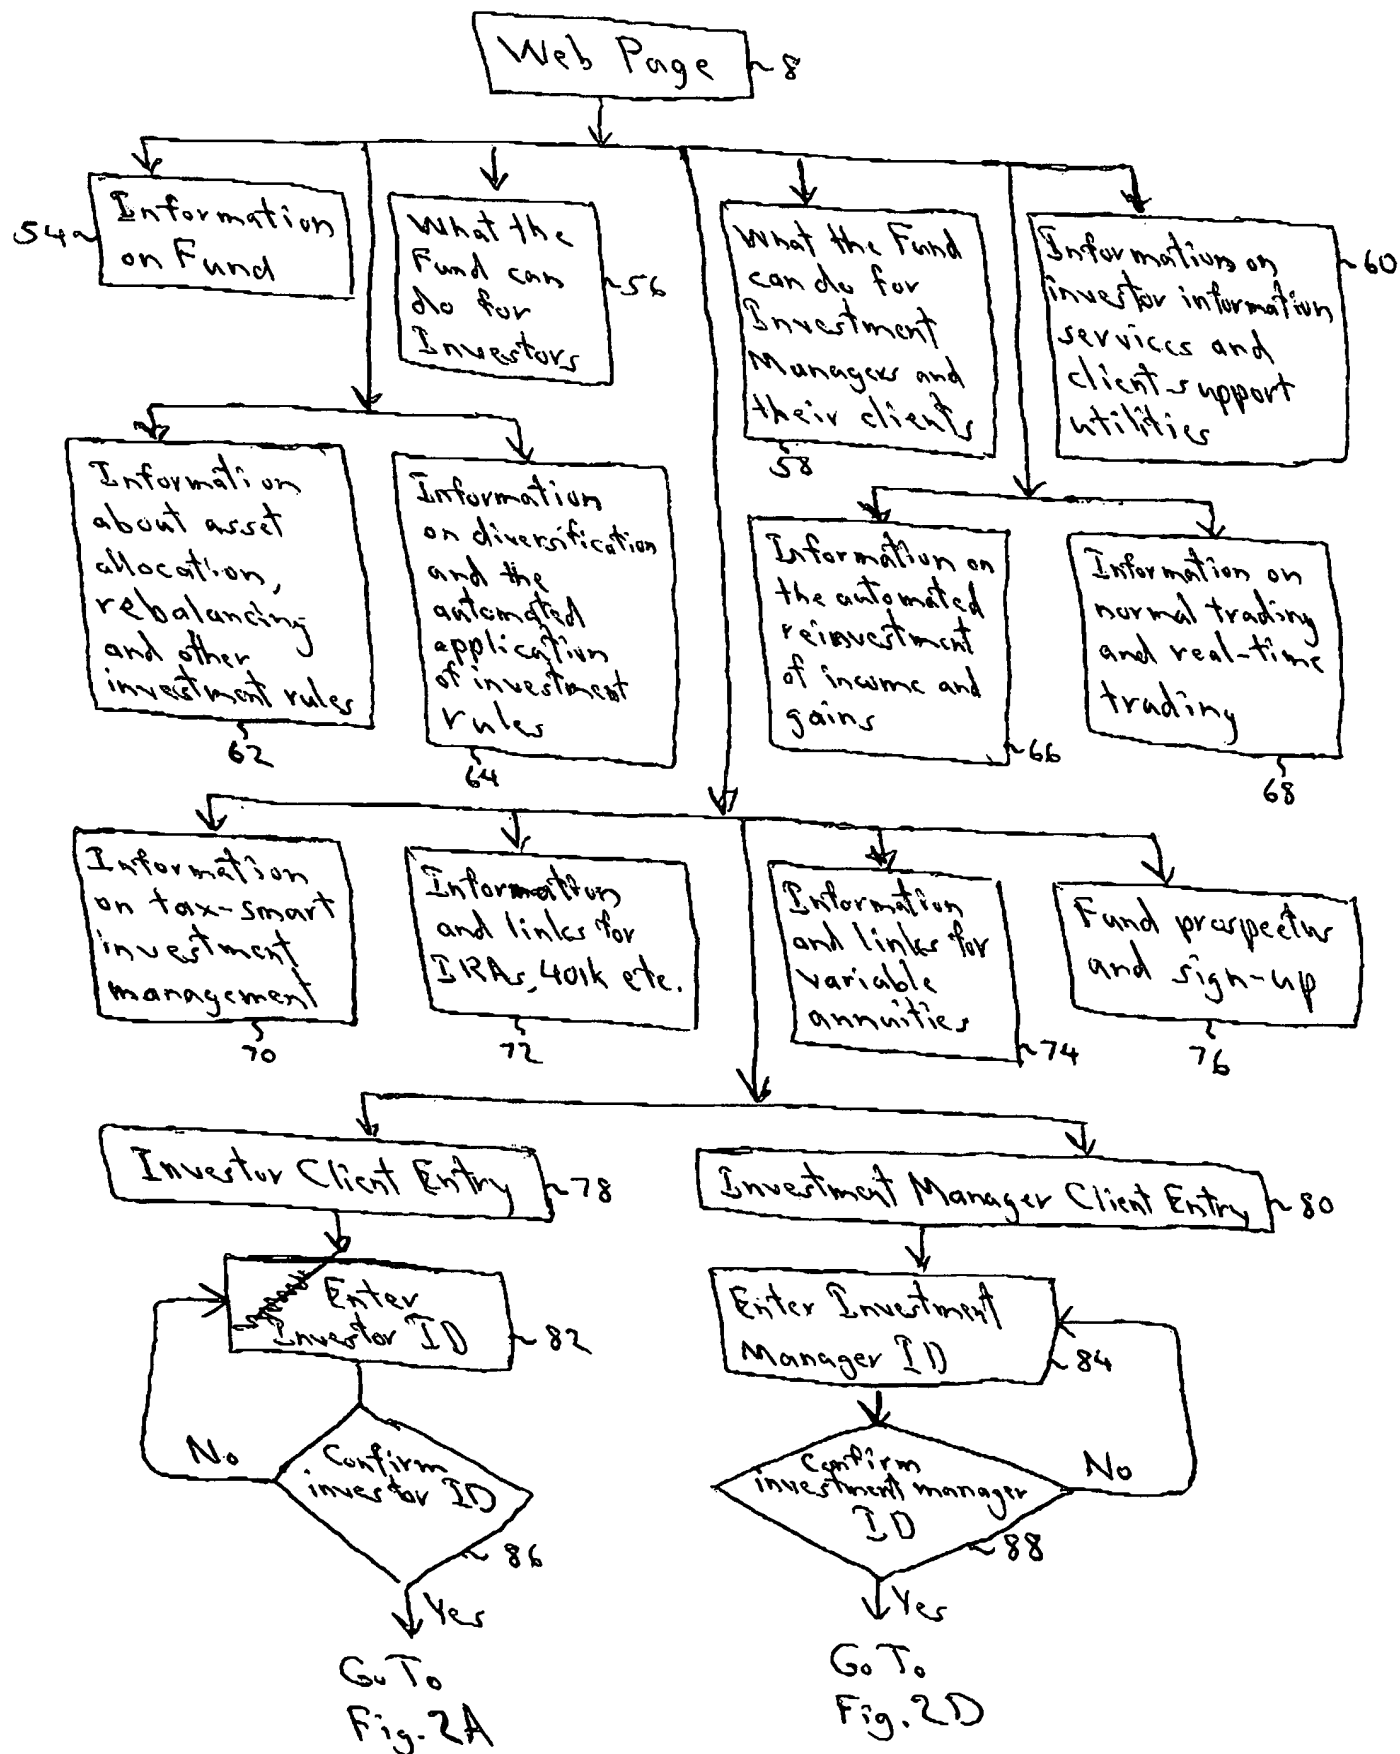 Web Page
8
54
Information
on Fund
What the
Fund can
do for
Investors
56
What the Fund
can do for
Investment
Managers and
their clients
58
Information on
investor information
services and
client-support
utilities
60
Information
about asset
allocation,
rebalancing
and other
investment rules
62
Information
on diversification
and the
automated
application
of investment
rules
64
Information on
the automated
reinvestment
of income and
gains
66
Information on
normal trading
and real-time
trading
68
Information
on tax-smart
investment
management
70
Information
and links for
IRAs, 401k etc.
72
Information
and links for
variable
annuities
74
Fund prospectus
and sign-up
76
Investor Client Entry
78
Investment Manager Client Entry
80
Enter
Investor ID
82
Enter Investment
Manager ID
84
No
Confirm
investor ID
86
Confirm
investment manager
ID
No
88
Yes
Yes
Go To
Fig. 2A
Go To
Fig. 2D